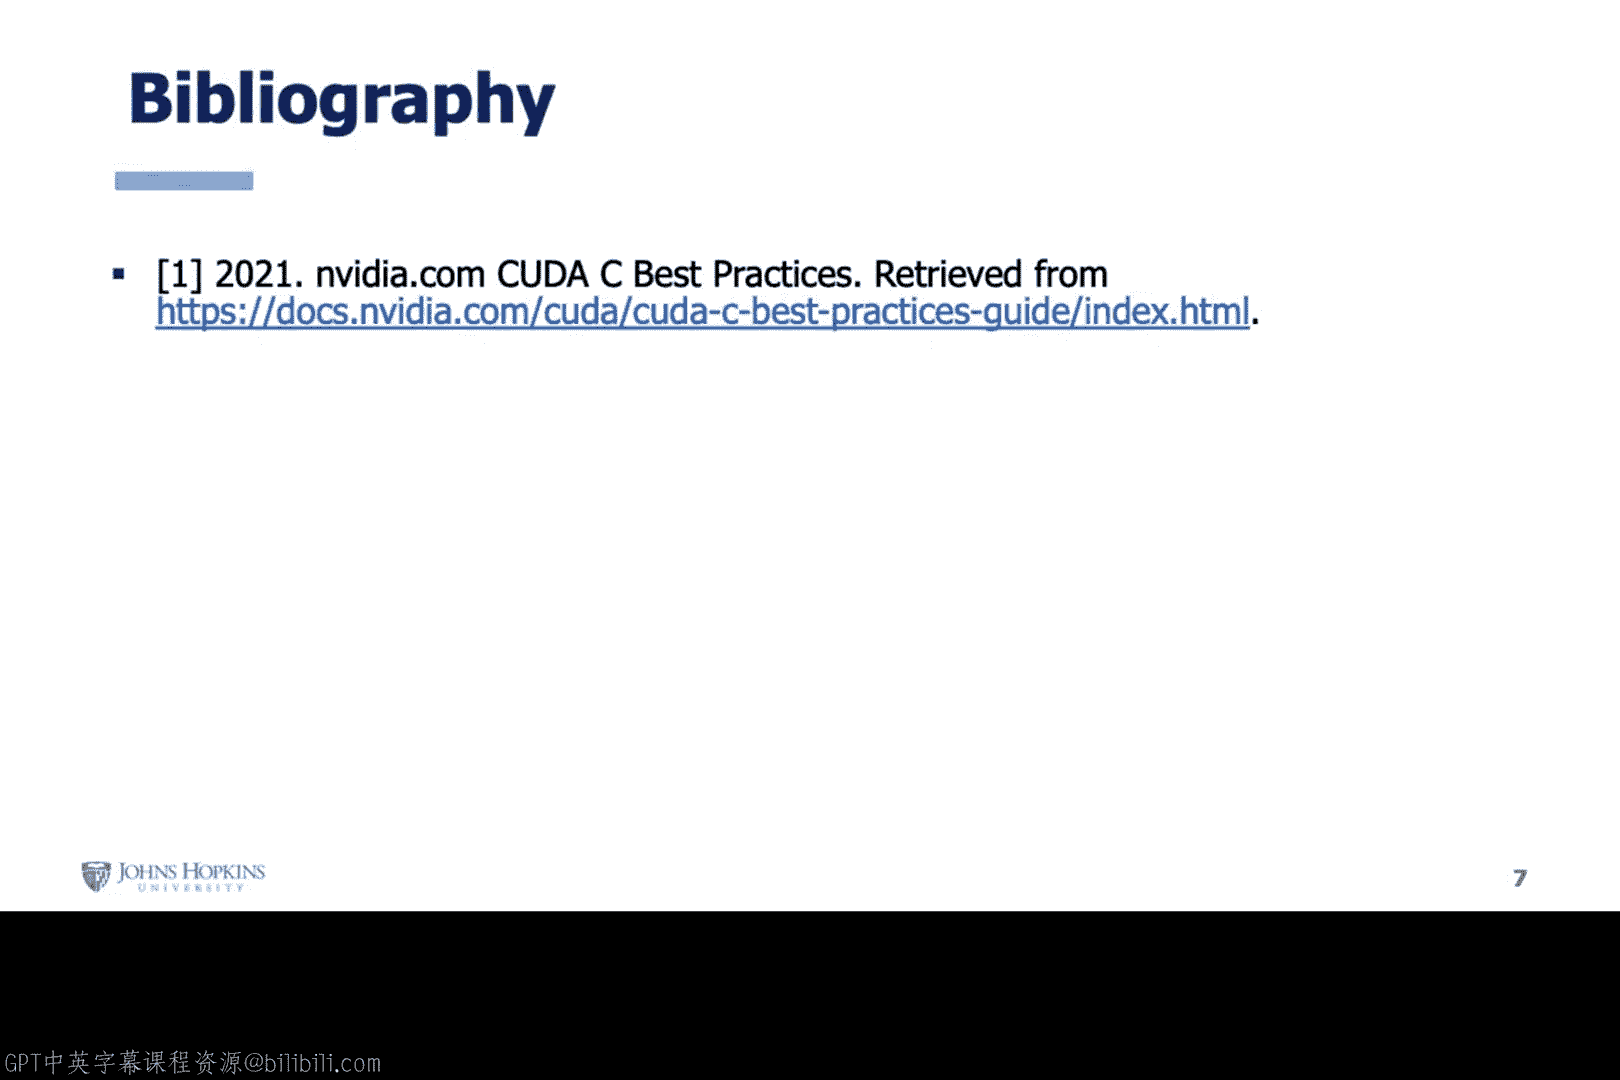 Bibliography
▪ [1] 2021. nvidia.com CUDA C Best Practices. Retrieved from
https://docs.nvidia.com/cuda/cuda-c-best-practices-guide/index.html.
JOHNS HOPKINS
UNIVERSITY
7
GPT中英字幕课程资源@bilibili.com